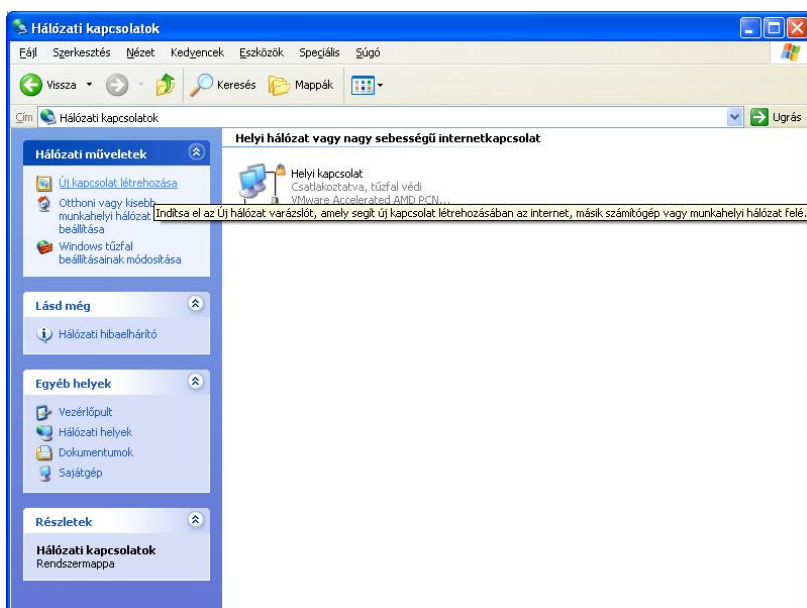 Hálózati kapcsolatok
Fájl Szerkesztés Nézet Kedvencek Eszközök Speciális Súgó
Vissza Keresés Mappák
Cím Hálózati kapcsolatok Ugrás
Hálózati műveletek
Új kapcsolat létrehozása
Otthoni vagy kisebb
munkahelyi hálózat
beállítása
Windows tűzfal
beállításainak módosítása
Lásd még
Hálózati hibaelhárító
Egyéb helyek
Vezérlőpult
Hálózati helyek
Dokumentumok
Sajátgép
Részletek
Hálózati kapcsolatok
Rendszermappa
Helyi hálózat vagy nagy sebességű internetkapcsolat
Helyi kapcsolat
Csatlakoztatva, tűzfal védi
VMware Accelerated AMD PCN...
Indítsa el az Új hálózat varázslót, amely segít új kapcsolat létrehozásában az internet, másik számítógép vagy munkahelyi hálózat felé.